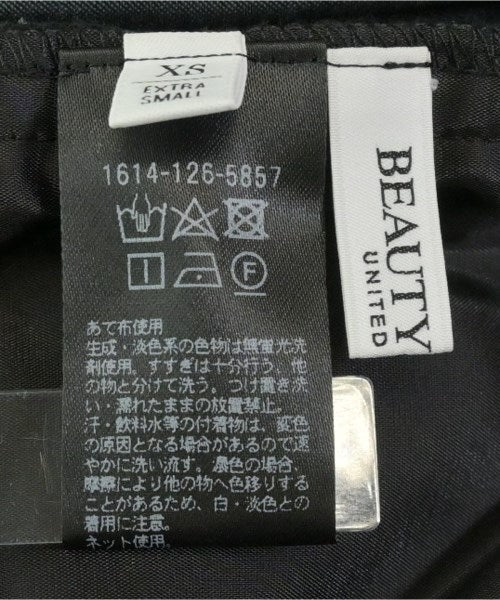 XS
EXTRA
SMALL
BEAUTY
UNITED
1614-126-5857
F
あて布使用
生成・淡色系の色物は無蛍光洗
剤使用。すすぎは十分行う。他
の物と分けて洗う。つけ置き洗
い・濡れたままの放置禁止。
汗・飲料水等の付着物は、変色
の原因となる場合があるので速
やかに洗い流す。濃色の場合、
摩擦により他の物へ色移りする
ことがあるため、白・淡色との
着用に注意。
ネット使用。